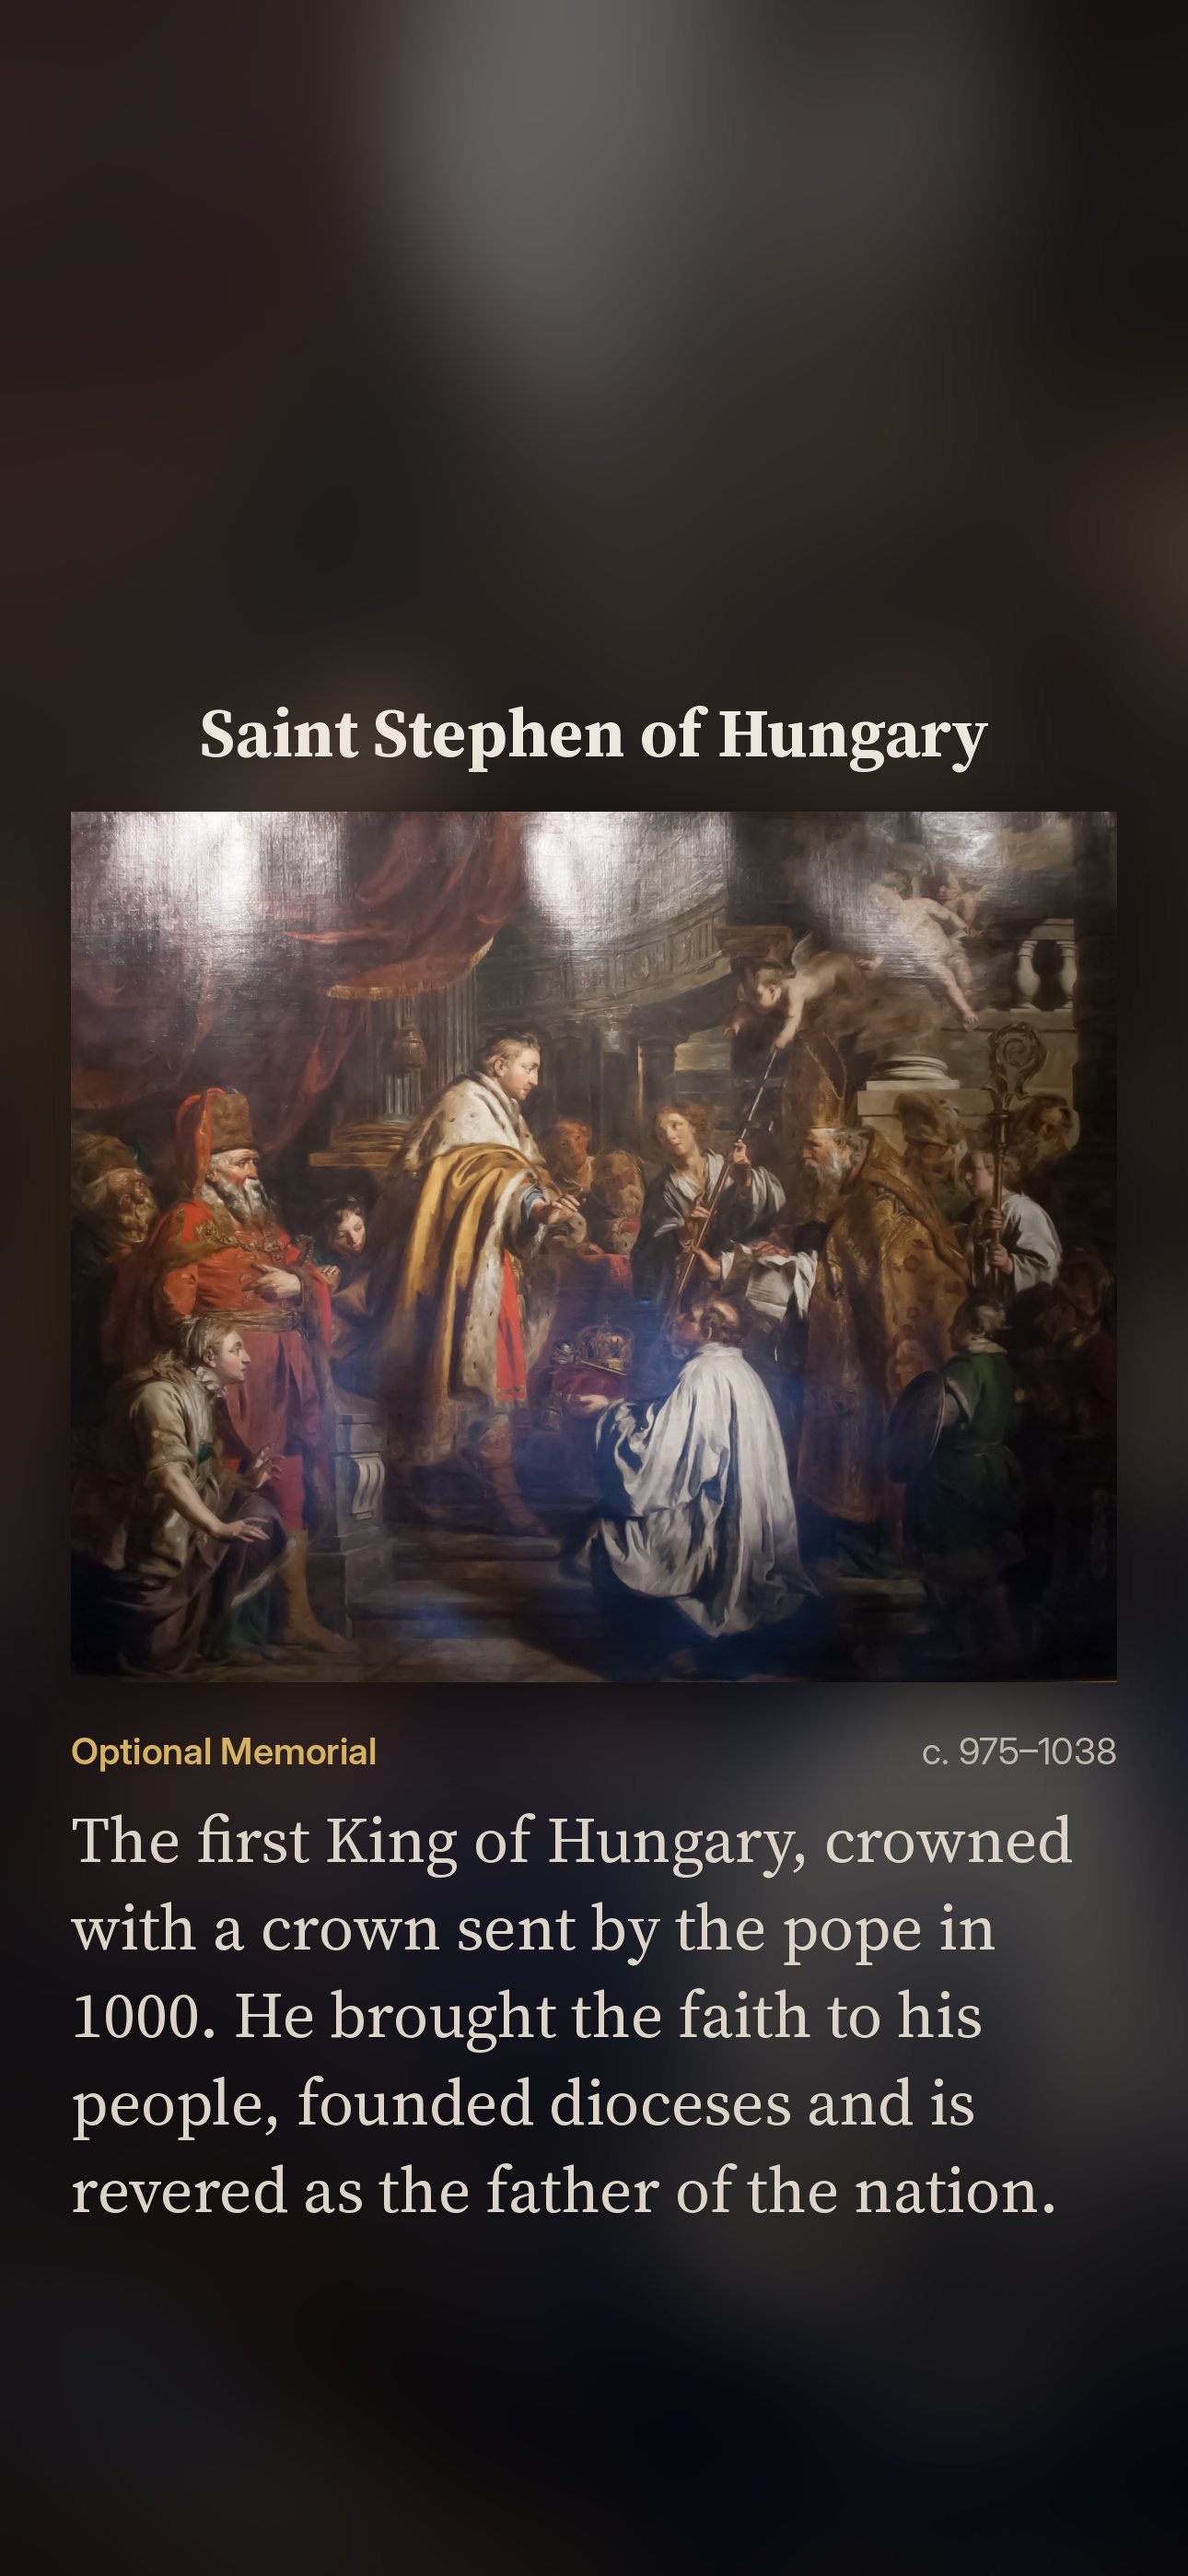 Saint Stephen of Hungary
Optional Memorial
c. 975–1038
The first King of Hungary, crowned
with a crown sent by the pope in
1000. He brought the faith to his
people, founded dioceses and is
revered as the father of the nation.